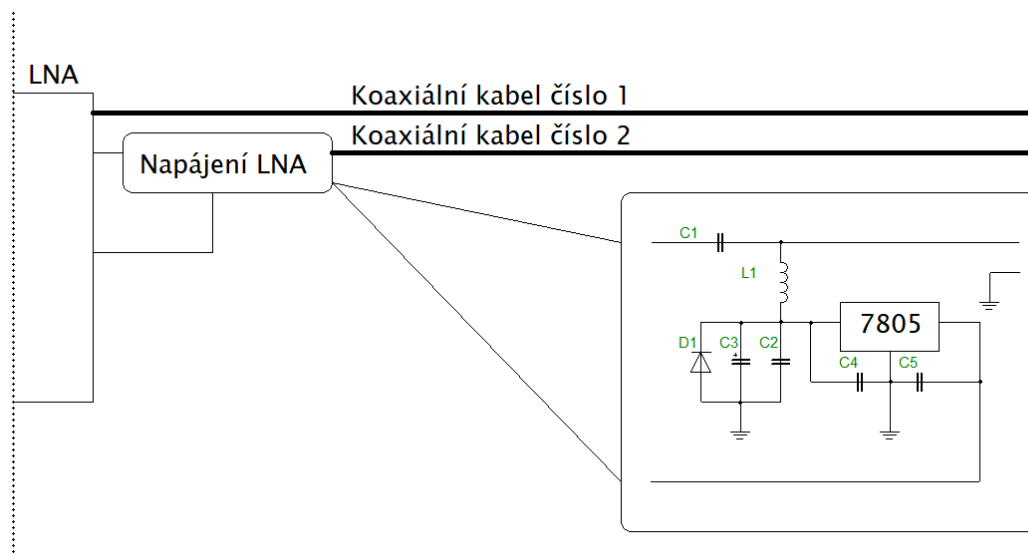 LNA
Koaxiální kabel číslo 1
Koaxiální kabel číslo 2
Napájení LNA
C1
L1
7805
D1 C3 C2
C4 C5